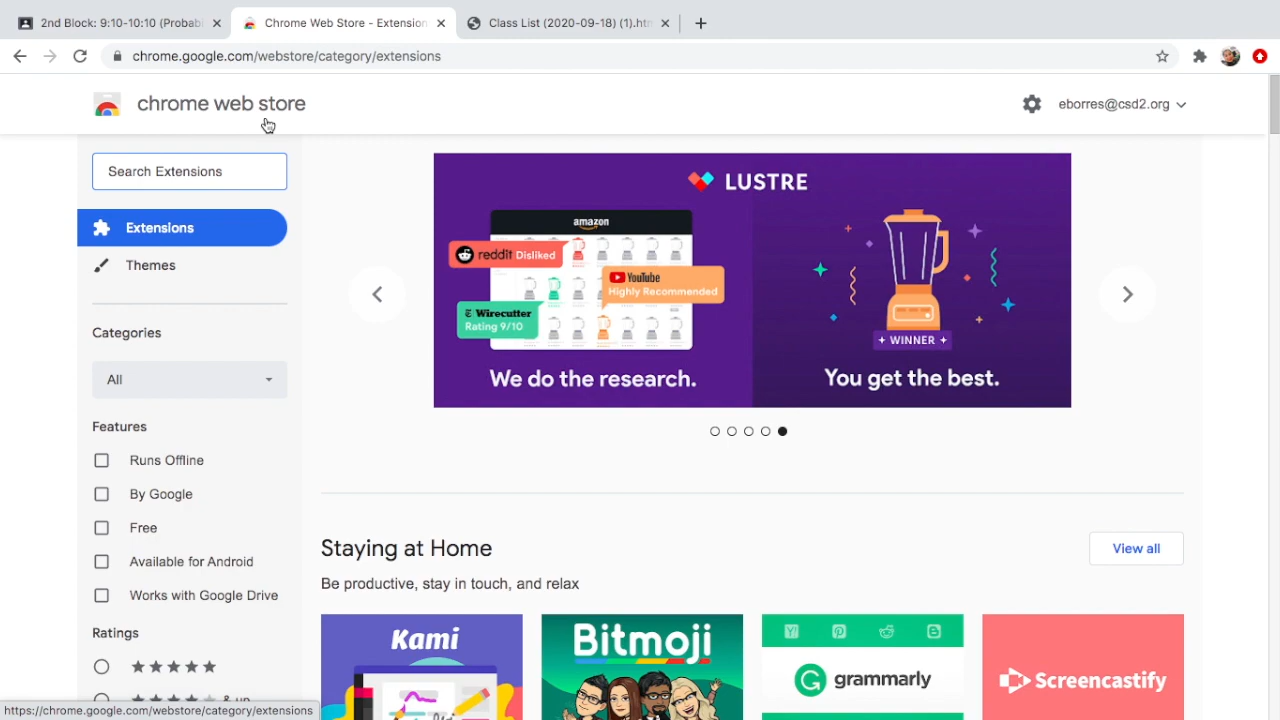 2nd Block: 9:10-10:10 (Probabi
Chrome Web Store - Extension
Class List (2020-09-18) (1).htm
chrome.google.com/webstore/category/extensions
chrome web store
eborres@csd2.org
Search Extensions
Extensions
Themes
Categories
All
Features
Runs Offline
By Google
Free
Available for Android
Works with Google Drive
Ratings
& up
LUSTRE
amazon
reddit Disliked
YouTube
Highly Recommended
Wirecutter
Rating 9/10
We do the research.
WINNER
You get the best.
Staying at Home
View all
Be productive, stay in touch, and relax
Kami
Bitmoji
grammarly
Screencastify
https://chrome.google.com/webstore/category/extensions